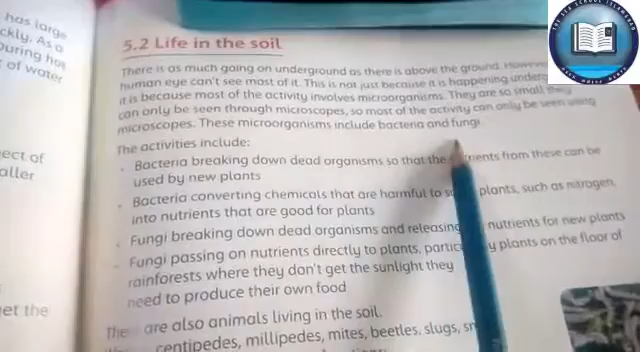 has large
ckly. As a
ouring hot
of water
ect of
aller
et the
5.2 Life in the soil
There is as much going on underground as there is above the ground. However
human eye can't see most of it. This is not just because it is happening underg
it is because most of the activity involves microorganisms. They are so small they
can only be seen through microscopes, so most of the activity can only be seen using
microscopes. These microorganisms include bacteria and fungi.
The activities include:
Bacteria breaking down dead organisms so that the nutrients from these can be
used by new plants
Bacteria converting chemicals that are harmful to plants, such as nitrogen,
into nutrients that are good for plants
Fungi breaking down dead organisms and releasing nutrients for new plants
Fungi passing on nutrients directly to plants, particularly plants on the floor of
rainforests where they don't get the sunlight they
need to produce their own food
There are also animals living in the soil.
centipedes, millipedes, mites, beetles, slugs,